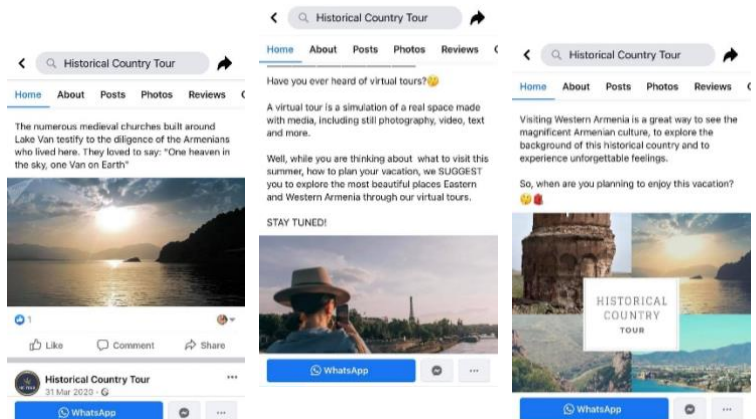 Historical Country Tour
Home About Posts Photos Reviews
The numerous medieval churches built around
Lake Van testify to the diligence of the Armenians
who lived here. They loved to say: "One heaven in
the sky, one Van on Earth"
1
Like Comment Share
Historical Country Tour
31 Mar 2020
WhatsApp
Historical Country Tour
Home About Posts Photos Reviews
Have you ever heard of virtual tours?🤔
A virtual tour is a simulation of a real space made
with media, including still photography, video, text
and more.
Well, while you are thinking about what to visit this
summer, how to plan your vacation, we SUGGEST
you to explore the most beautiful places Eastern
and Western Armenia through our virtual tours.
STAY TUNED!
WhatsApp
Historical Country Tour
Home About Posts Photos Reviews
Visiting Western Armenia is a great way to see the
magnificent Armenian culture, to explore the
background of this historical country and to
experience unforgettable feelings.
So, when are you planning to enjoy this vacation?
🤔🎒
HISTORICAL
COUNTRY
TOUR
WhatsApp